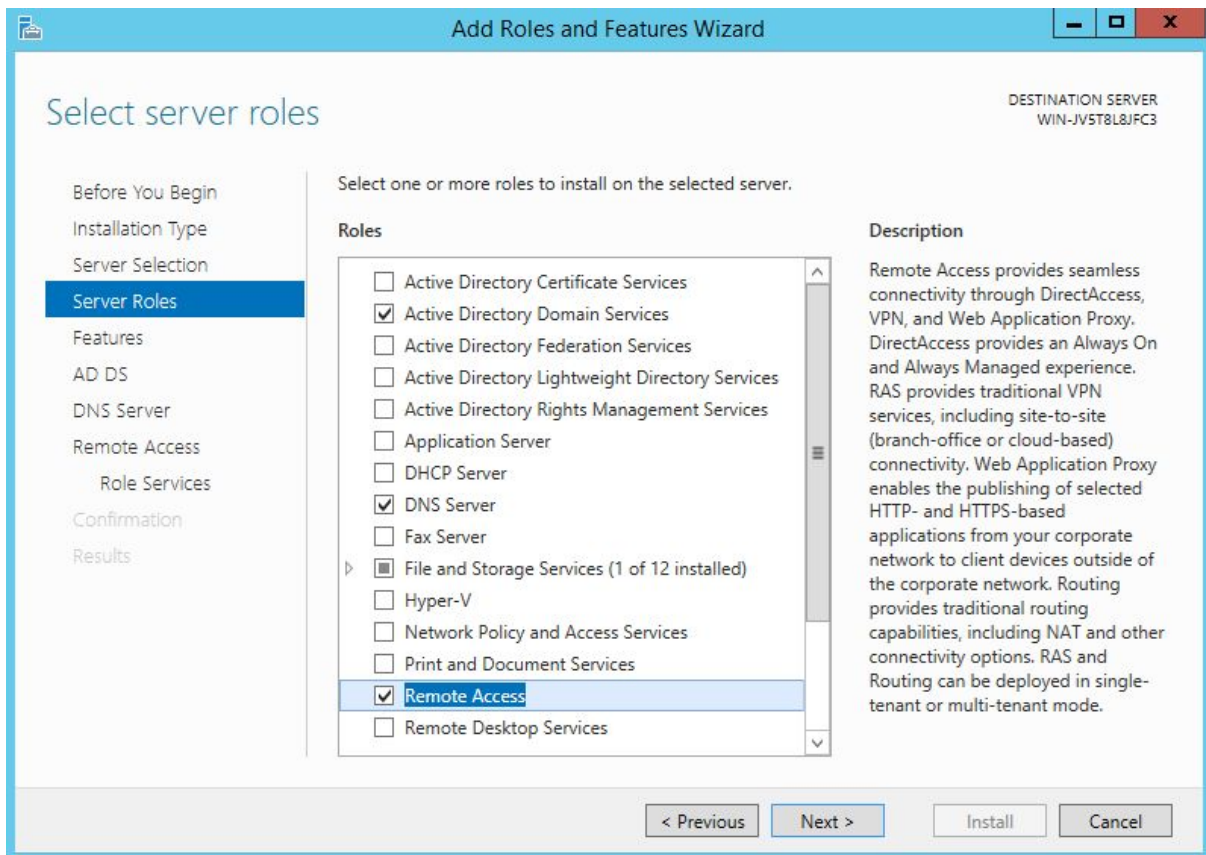 Add Roles and Features Wizard
Select server roles
DESTINATION SERVER
WIN-JV5T8L8JFC3
Before You Begin
Installation Type
Server Selection
Server Roles
Features
AD DS
DNS Server
Remote Access
Role Services
Confirmation
Results
Select one or more roles to install on the selected server.
Roles
Active Directory Certificate Services
Active Directory Domain Services
Active Directory Federation Services
Active Directory Lightweight Directory Services
Active Directory Rights Management Services
Application Server
DHCP Server
DNS Server
Fax Server
File and Storage Services (1 of 12 installed)
Hyper-V
Network Policy and Access Services
Print and Document Services
Remote Access
Remote Desktop Services
Description
Remote Access provides seamless
connectivity through DirectAccess,
VPN, and Web Application Proxy.
DirectAccess provides an Always On
and Always Managed experience.
RAS provides traditional VPN
services, including site-to-site
(branch-office or cloud-based)
connectivity. Web Application Proxy
enables the publishing of selected
HTTP- and HTTPS-based
applications from your corporate
network to client devices outside of
the corporate network. Routing
provides traditional routing
capabilities, including NAT and other
connectivity options. RAS and
Routing can be deployed in single-
tenant or multi-tenant mode.
< Previous
Next >
Install
Cancel